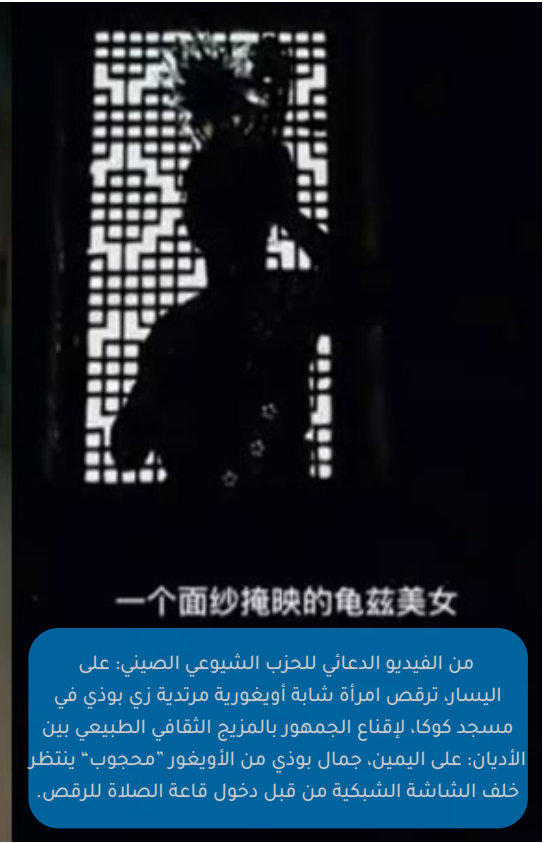 一个面纱掩映的龟兹美女
من الفيديو الدعائي للحزب الشيوعي الصيني: على
اليسار، ترقص امرأة شابة أويغورية مرتدية زي بوذي في
مسجد كوكا، لإقناع الجمهور بالمزيج الثقافي الطبيعي بين
الأديان: على اليمين، جمال بوذي من الأويغور ”محجوب“ ينتظر
خلف الشاشة الشبكية من قبل دخول قاعة الصلاة للرقص.